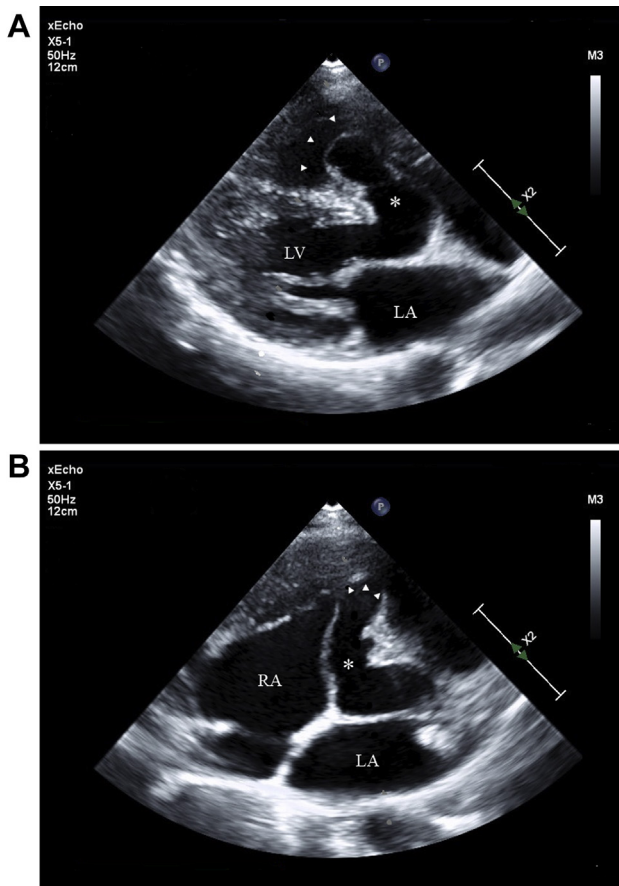 A
xEcho
X5-1
50Hz
12cm
P
M3
X2
*
LV
LA
B
xEcho
X5-1
50Hz
12cm
P
M3
X2
RA
*
LA